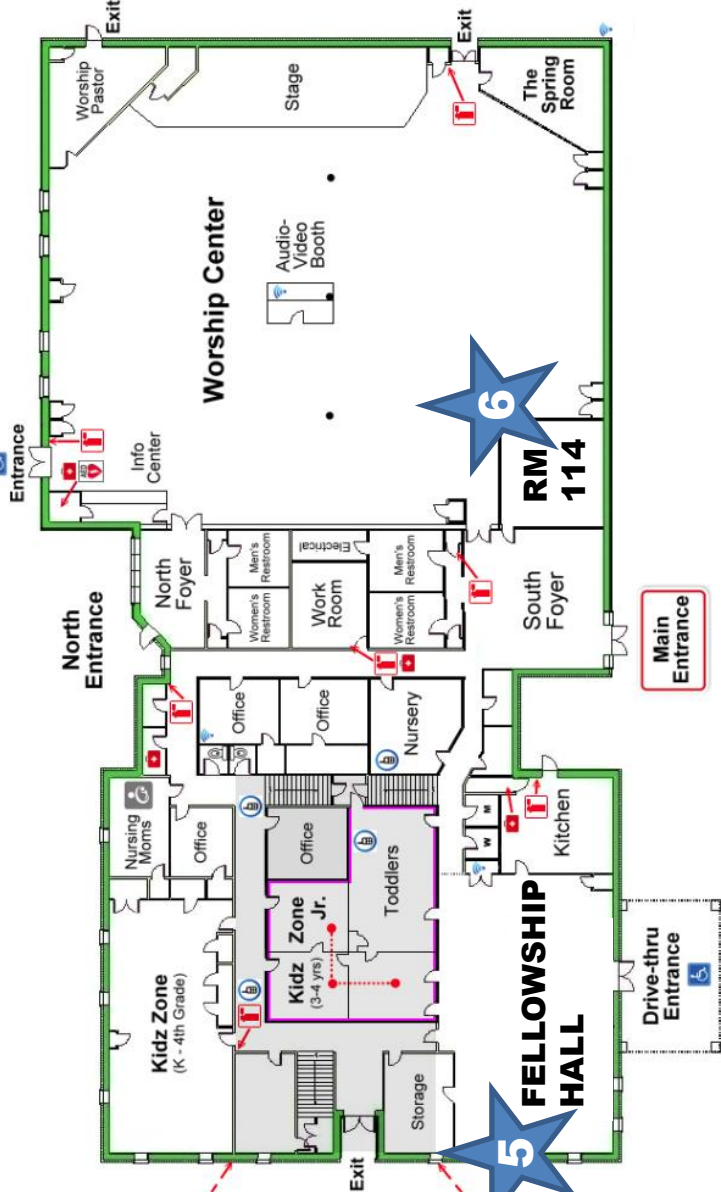 Exit
Exit
Worship
Pastor
Stage
The
Spring
Room
Worship Center
Audio-
Video
Booth
Entrance
AED
Info
Center
6
RM
114
North
Entrance
North
Foyer
Men's
Restroom
Women's
Restroom
Electrical
Work
Room
Men's
Restroom
Women's
Restroom
South
Foyer
Main
Entrance
Office
Office
Nursery
Nursing
Moms
Office
Office
Toddlers
M
W
Kitchen
Kidz Zone
(K - 4th Grade)
Kidz Zone
(3-4 yrs) Jr.
FELLOWSHIP
HALL
Drive-thru
Entrance
Storage
5
Exit